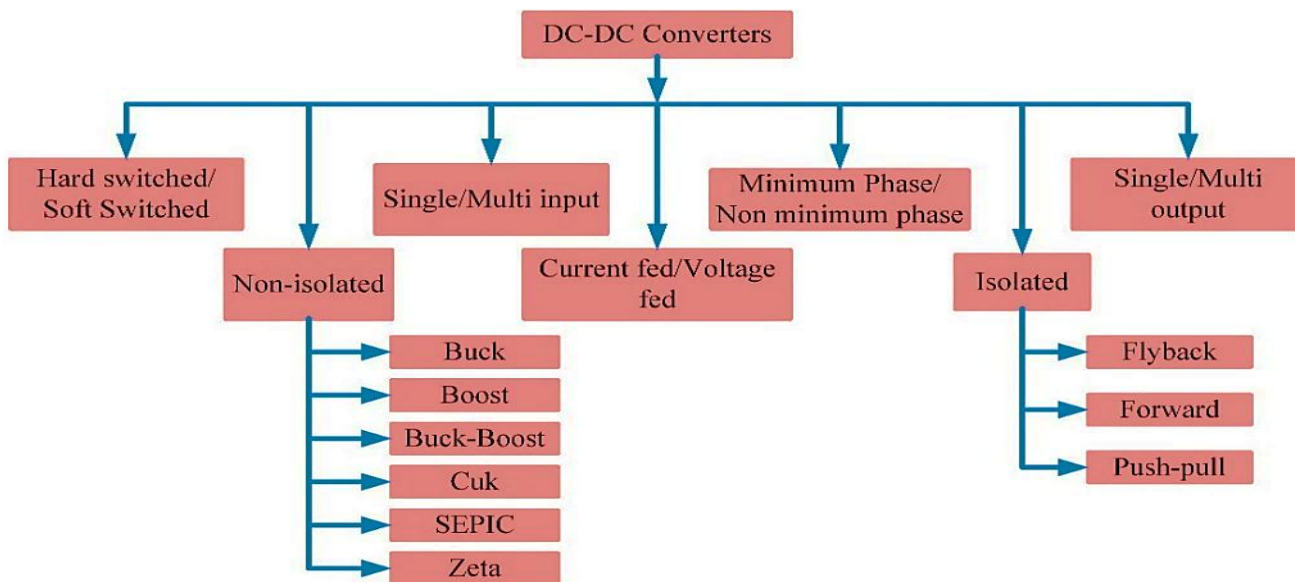 DC-DC Converters
Hard switched/
Soft Switched
Single/Multi input
Minimum Phase/
Non minimum phase
Single/Multi
output
Non-isolated
Current fed/Voltage
fed
Isolated
Buck
Boost
Buck-Boost
Cuk
SEPIC
Zeta
Flyback
Forward
Push-pull